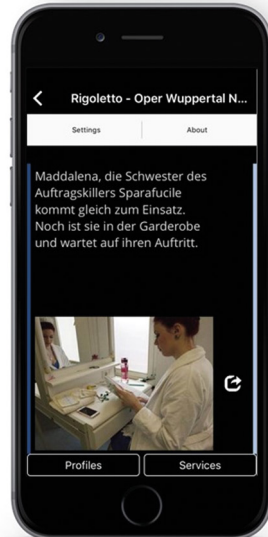 Rigoletto - Oper Wuppertal N...
Settings
About
Maddalena, die Schwester des
Auftragskillers Sparafucile
kommt gleich zum Einsatz.
Noch ist sie in der Garderobe
und wartet auf ihren Auftritt.
Profiles
Services